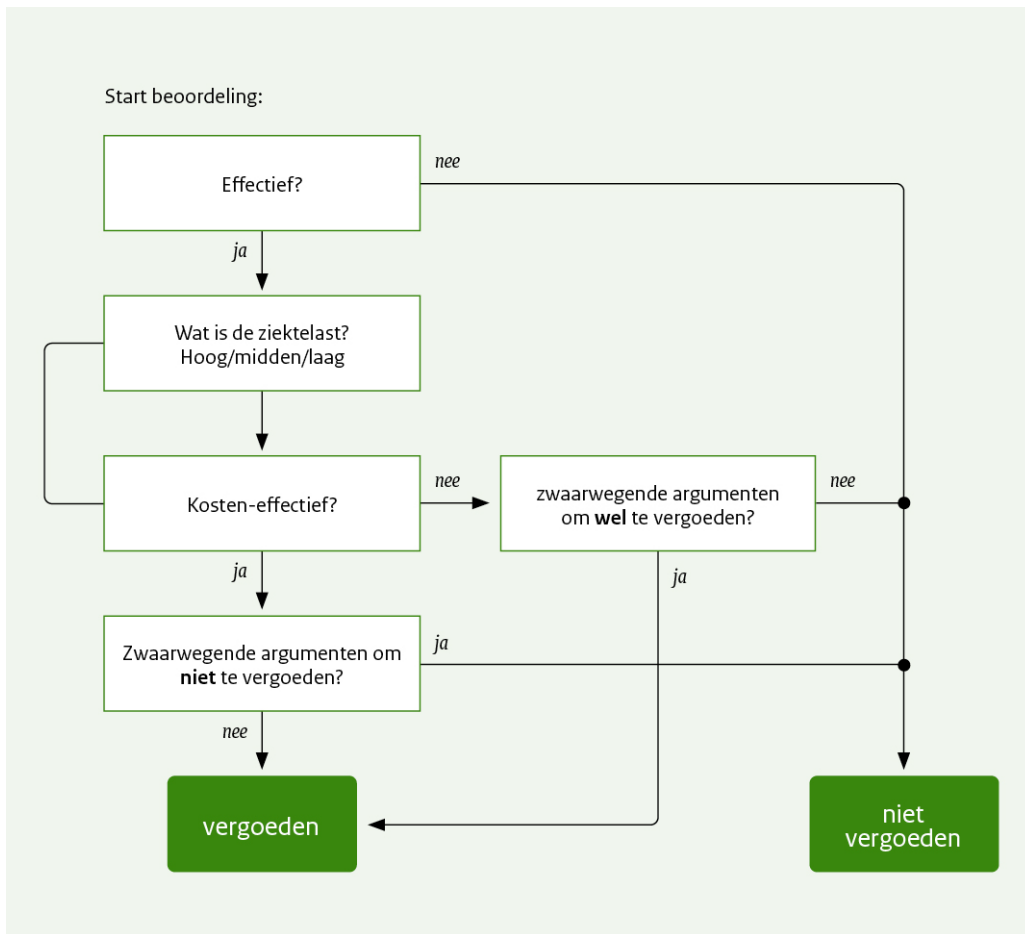 Start beoordeling:
Effectief?
nee
ja
Wat is de ziektelast?
Hoog/midden/laag
Kosten-effectief?
nee
zwaarwegende argumenten
om wel te vergoeden?
nee
ja
ja
Zwaarwegende argumenten om
niet te vergoeden?
ja
nee
vergoeden
niet
vergoeden